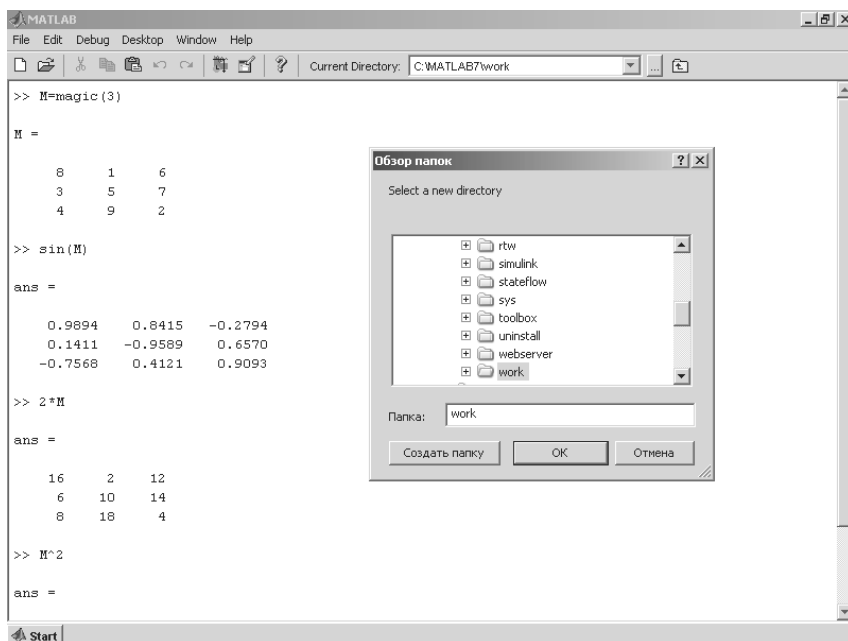 MATLAB
File Edit Debug Desktop Window Help
Current Directory: C:\MATLAB7\work
>> M=magic(3)
M =
8 1 6
3 5 7
4 9 2
>> sin(M)
ans =
0.9894 0.8415 -0.2794
0.1411 -0.9589 0.6570
-0.7568 0.4121 0.9093
>> 2*M
ans =
16 2 12
6 10 14
8 18 4
>> M^2
ans =
Обзор папок
Select a new directory
rtw
simulink
stateflow
sys
toolbox
uninstall
webserver
work
Папка: work
Создать папку OK Отмена
Start